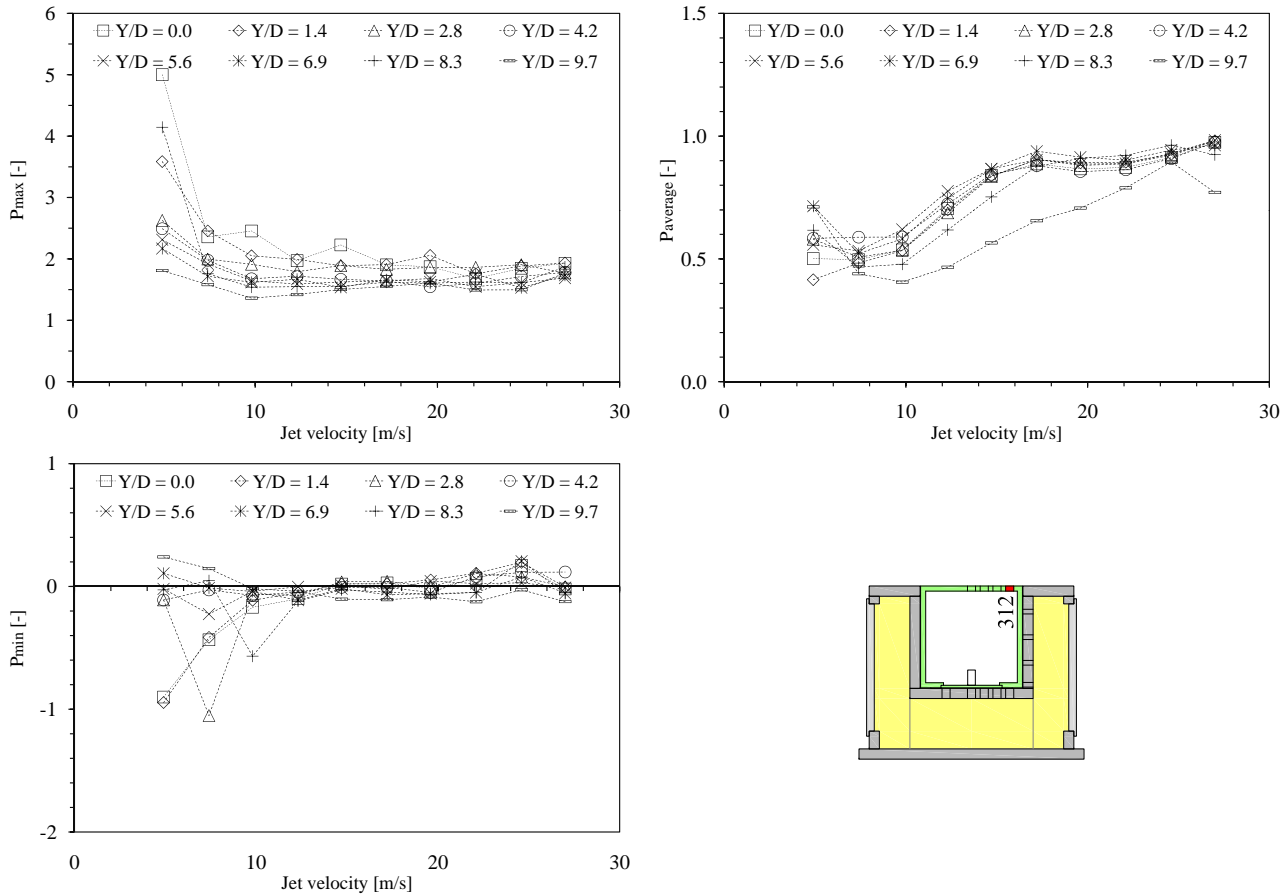 6
5
4
3
2
1
0
0 10 20 30
Pmax [-]
Jet velocity [m/s]
Y/D = 0.0 Y/D = 1.4 Y/D = 2.8 Y/D = 4.2
Y/D = 5.6 Y/D = 6.9 Y/D = 8.3 Y/D = 9.7
1.5
1.0
0.5
0.0
0 10 20 30
Paverage [-]
Jet velocity [m/s]
Y/D = 0.0 Y/D = 1.4 Y/D = 2.8 Y/D = 4.2
Y/D = 5.6 Y/D = 6.9 Y/D = 8.3 Y/D = 9.7
1
0
-1
-2
0 10 20 30
Pmin [-]
Jet velocity [m/s]
Y/D = 0.0 Y/D = 1.4 Y/D = 2.8 Y/D = 4.2
Y/D = 5.6 Y/D = 6.9 Y/D = 8.3 Y/D = 9.7
312